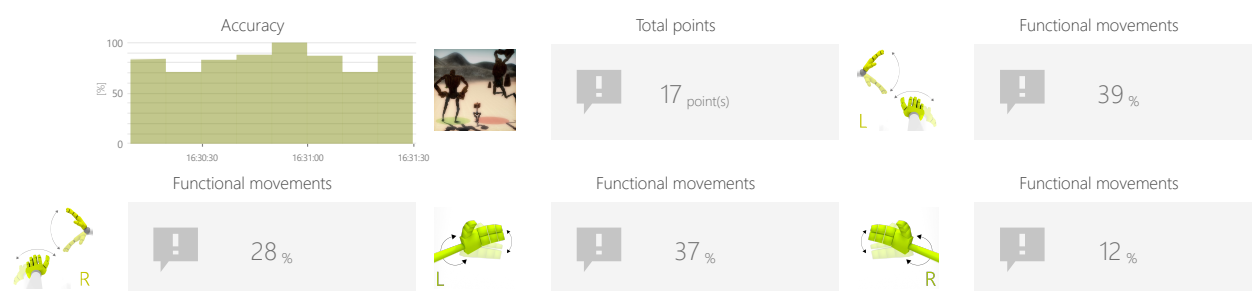 Accuracy
100
[%]
50
0
16:30:30
16:31:00
16:31:30
Total points
17 point(s)
Functional movements
L
39 %
Functional movements
R
28 %
Functional movements
L
37 %
Functional movements
R
12 %